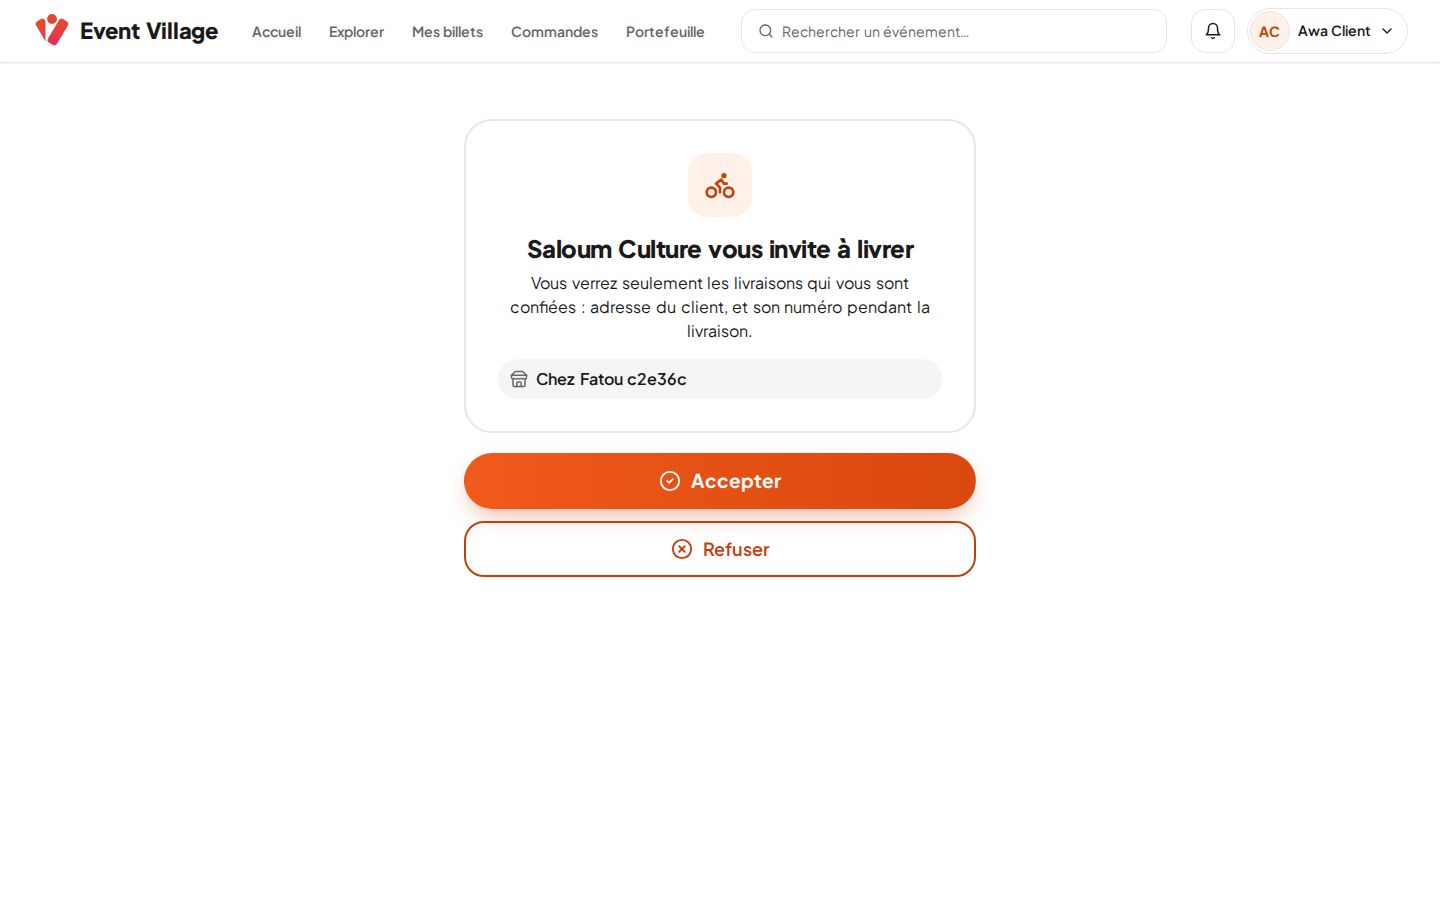 Event Village
Accueil
Explorer
Mes billets
Commandes
Portefeuille
Rechercher un événement...
AC
Awa Client
Saloum Culture vous invite à livrer
Vous verrez seulement les livraisons qui vous sont
confiées : adresse du client, et son numéro pendant la
livraison.
Chez Fatou c2e36c
Accepter
Refuser